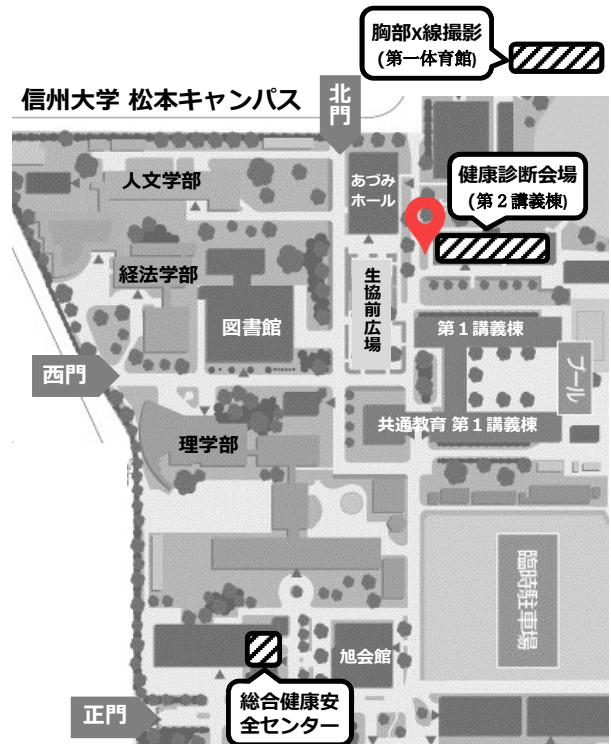 胸部x線撮影
(第一体育館)
信州大学 松本キャンパス
北門
人文学部
あづみ
ホール
健康診断会場
(第２講義棟)
経法学部
図書館
生協前広場
第１講義棟
プール
西門
共通教育 第１講義棟
理学部
臨時駐車場
旭会館
総合健康安
全センター
正門